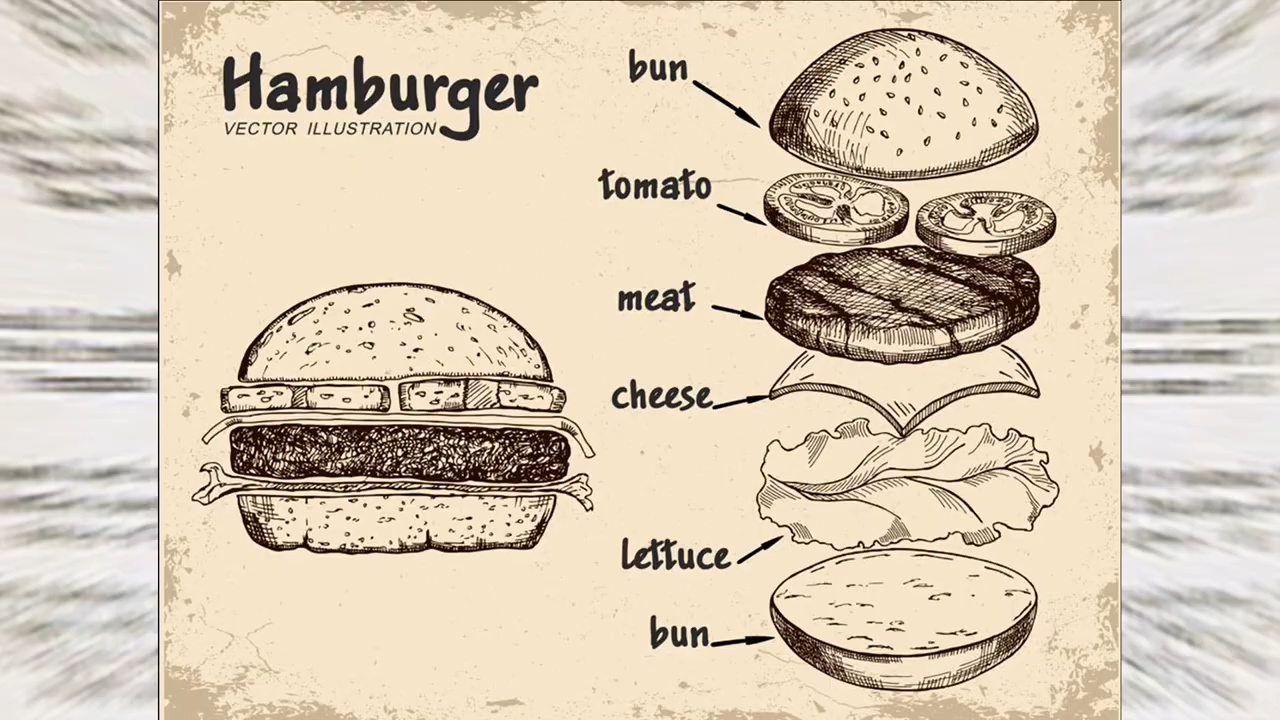 Hamburger
VECTOR ILLUSTRATION
bun
tomato
meat
cheese
lettuce
bun